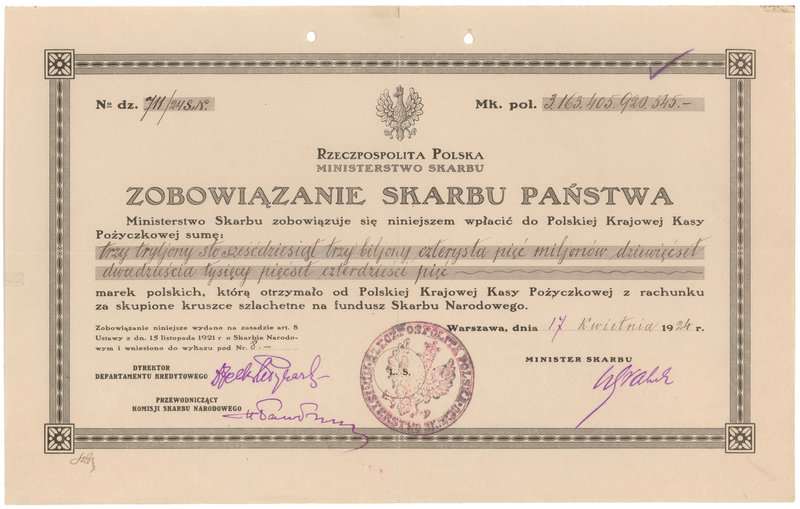 № dz. 711/24 S.N. Mk. pol. 3.163.405.920.545.-
RZECZPOSPOLITA POLSKA
MINISTERSTWO SKARBU
ZOBOWIĄZANIE SKARBU PAŃSTWA
Ministerstwo Skarbu zobowiązuje się niniejszem wpłacić do Polskiej Krajowej Kasy
Pożyczkowej sumę:
trzy tryljony sto sześćdziesiąt trzy biljony czterysta pięć miljonów dziewięćset
dwadzieścia tysięcy pięćset czterdzieści pięć
marek polskich, którą otrzymało od Polskiej Krajowej Kasy Pożyczkowej z rachunku
za skupione kruszce szlachetne na fundusz Skarbu Narodowego.
Zobowiązanie niniejsze wydano na zasadzie art. 8
Ustawy z dn. 15 listopada 1921 r. o Skarbie Narodo-
wym i wniesiono do wykazu pod Nr. 8.-
Warszawa, dnia 17 kwietnia 1924 r.
DYREKTOR
DEPARTAMENTU KREDYTOWEGO
PRZEWODNICZĄCY
KOMISJI SKARBU NARODOWEGO
L. S.
RZECZPOSPOLITA POLSKA
MINISTERSTWO
MINISTER SKARBU